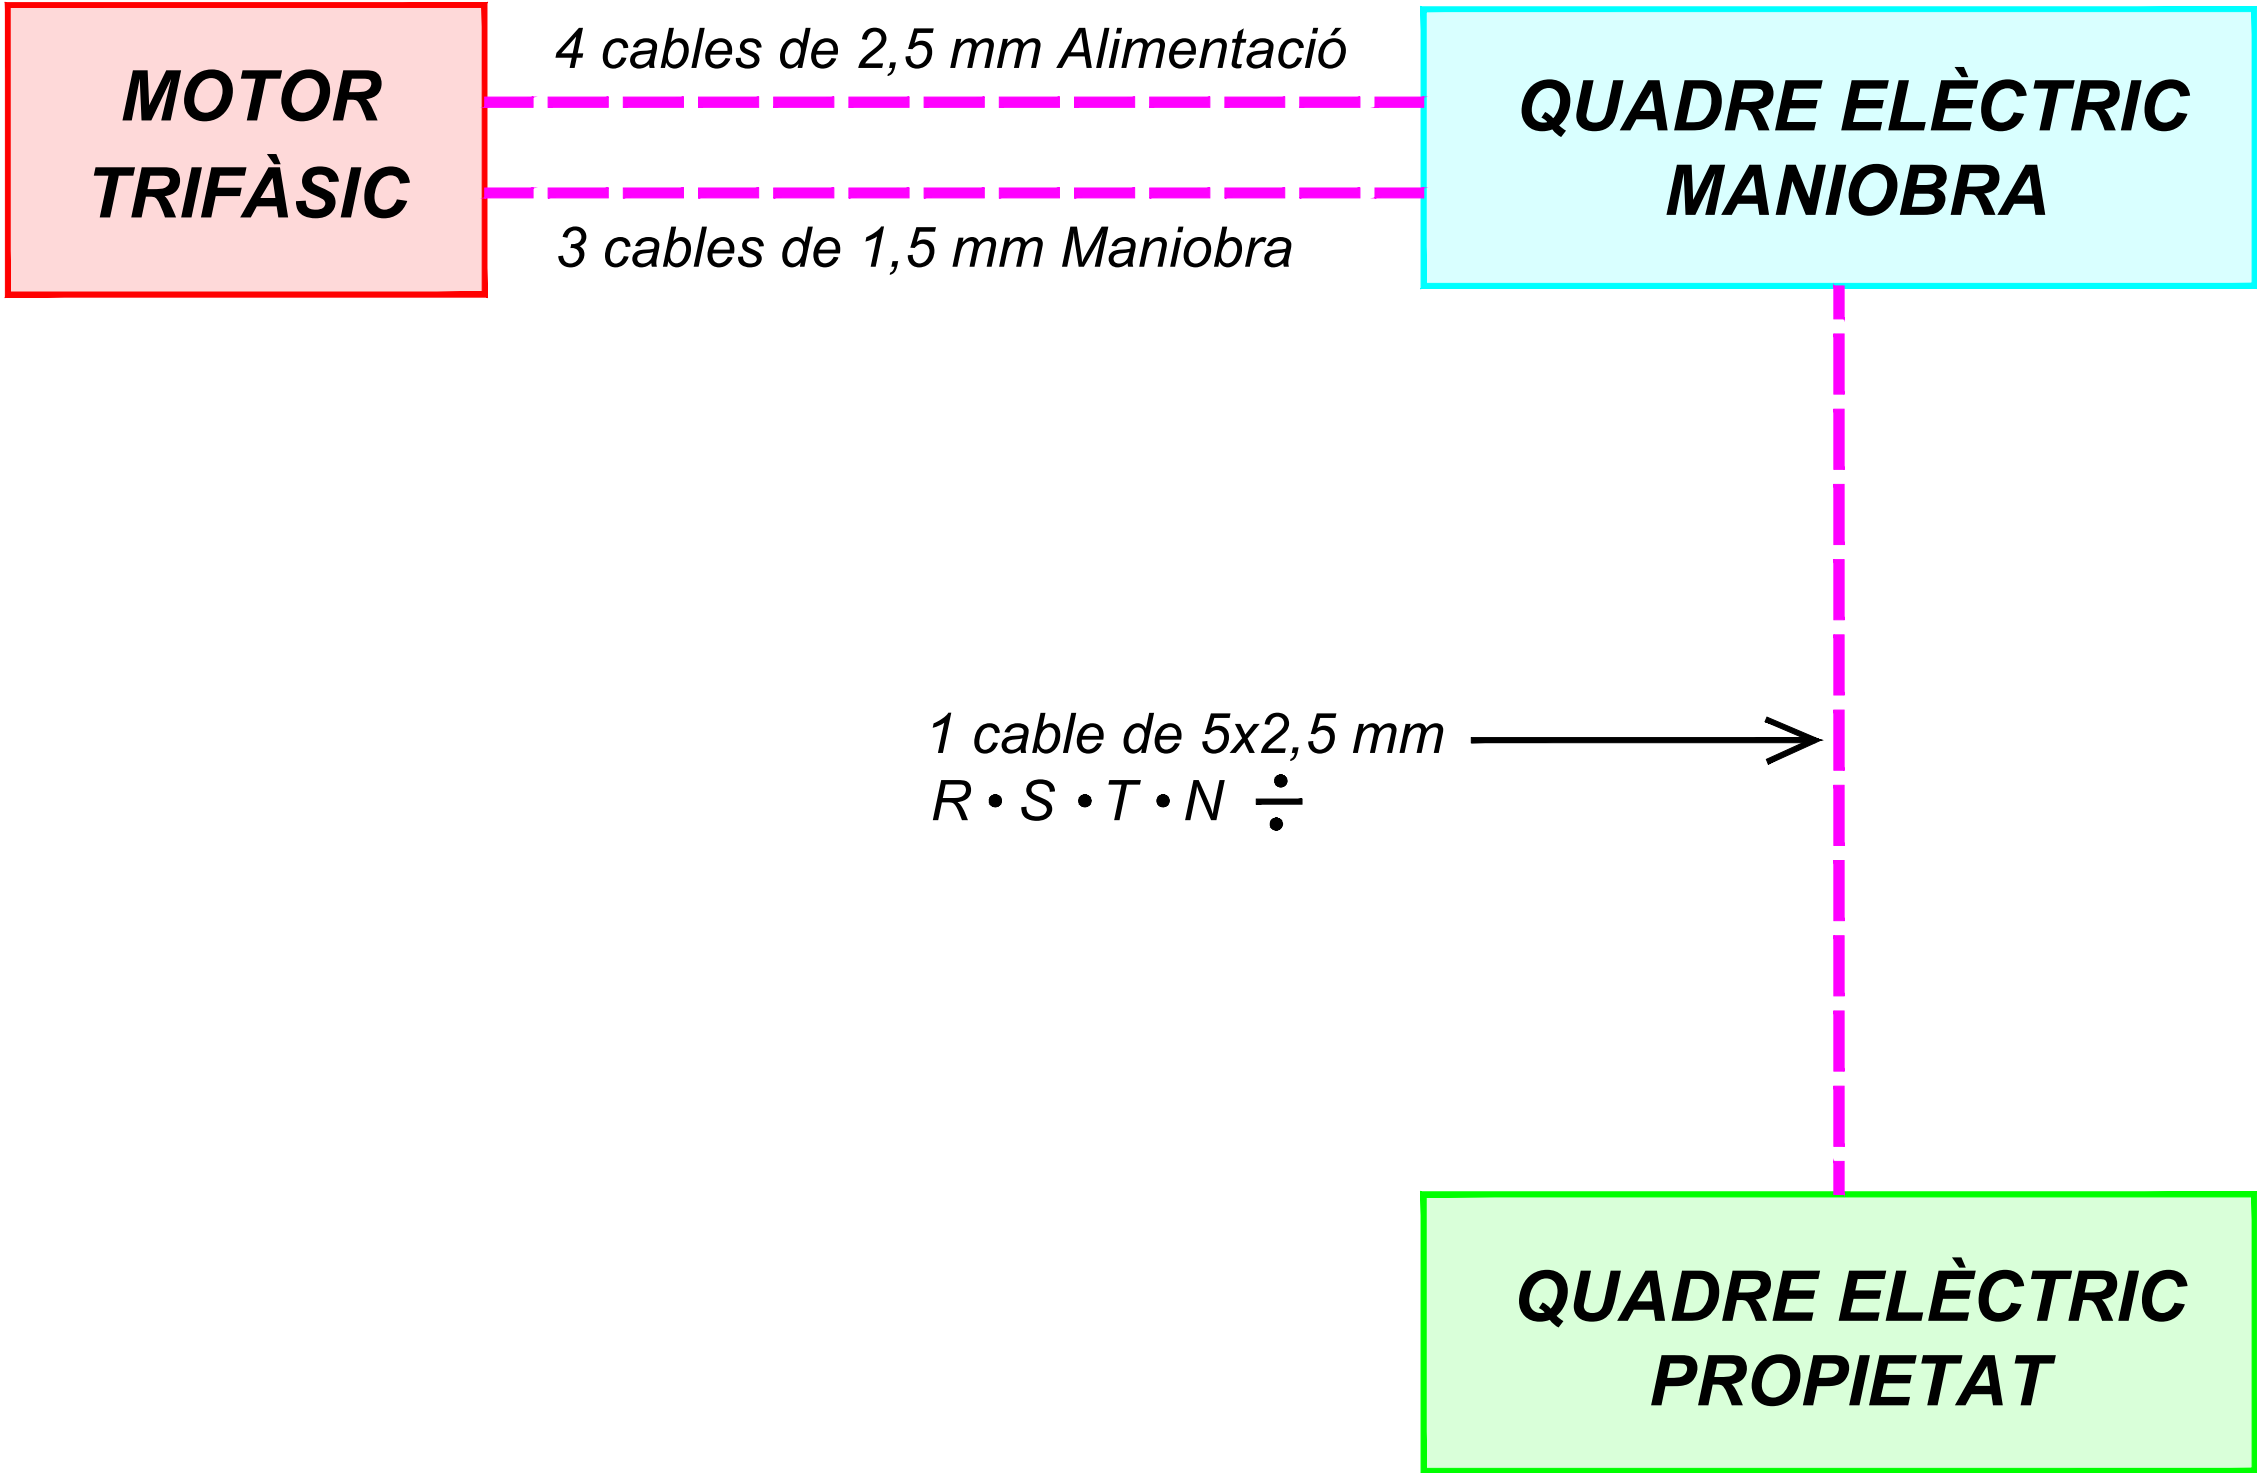 MOTOR
TRIFÀSIC
4 cables de 2,5 mm Alimentació
3 cables de 1,5 mm Maniobra
QUADRE ELÈCTRIC
MANIOBRA
1 cable de 5x2,5 mm
R • S • T • N ÷
QUADRE ELÈCTRIC
PROPIETAT